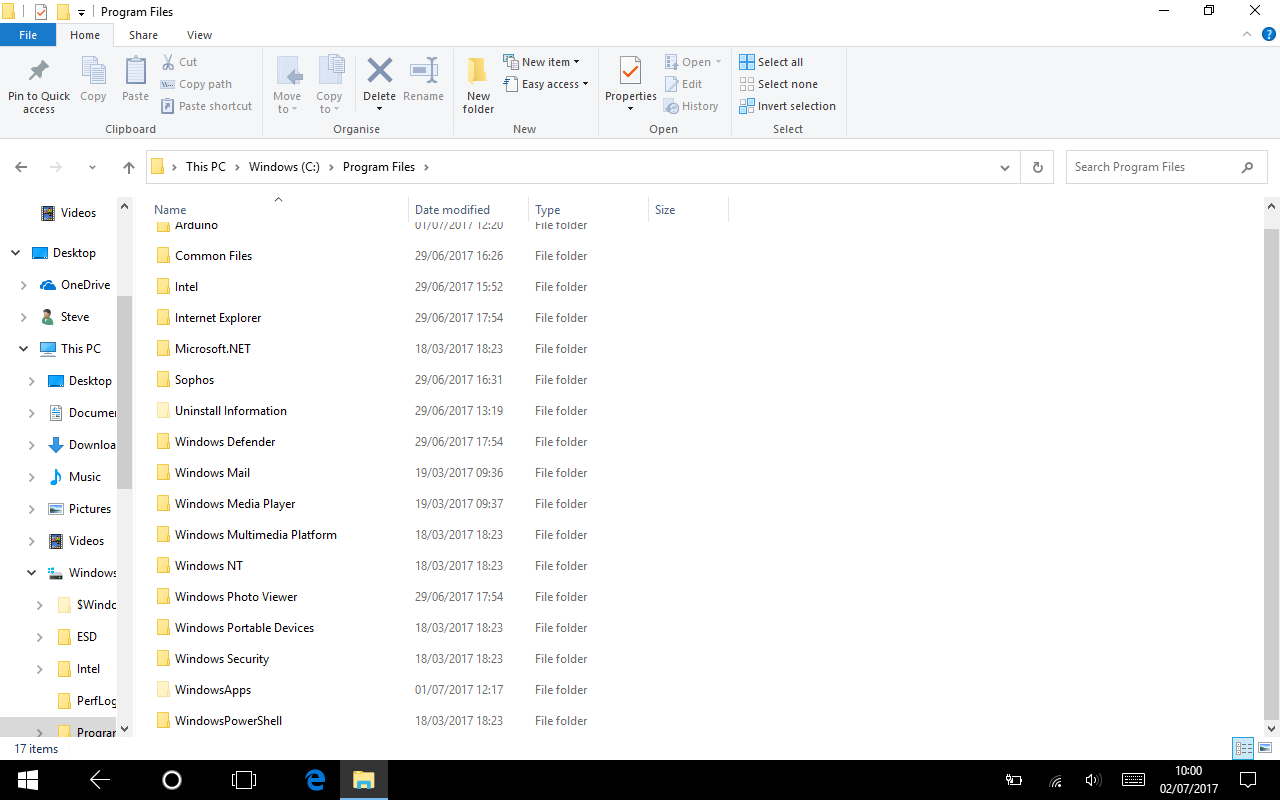 Program Files
File Home Share View
Pin to Quick access
Copy
Paste
Cut
Copy path
Paste shortcut
Clipboard
Move to
Copy to
Delete
Rename
Organise
New folder
New item
Easy access
New
Properties
Open
Edit
History
Open
Select all
Select none
Invert selection
Select
This PC > Windows (C:) > Program Files >
Search Program Files
Videos
Desktop
OneDrive
Steve
This PC
Desktop
Documen
Downloa
Music
Pictures
Videos
Windows
$Windo
ESD
Intel
PerfLog
Program
Name Date modified Type Size
Arduino 01/07/2017 12:20 File folder
Common Files 29/06/2017 16:26 File folder
Intel 29/06/2017 15:52 File folder
Internet Explorer 29/06/2017 17:54 File folder
Microsoft.NET 18/03/2017 18:23 File folder
Sophos 29/06/2017 16:31 File folder
Uninstall Information 29/06/2017 13:19 File folder
Windows Defender 29/06/2017 17:54 File folder
Windows Mail 19/03/2017 09:36 File folder
Windows Media Player 19/03/2017 09:37 File folder
Windows Multimedia Platform 18/03/2017 18:23 File folder
Windows NT 18/03/2017 18:23 File folder
Windows Photo Viewer 29/06/2017 17:54 File folder
Windows Portable Devices 18/03/2017 18:23 File folder
Windows Security 18/03/2017 18:23 File folder
WindowsApps 01/07/2017 12:17 File folder
WindowsPowerShell 18/03/2017 18:23 File folder
17 items
10:00
02/07/2017